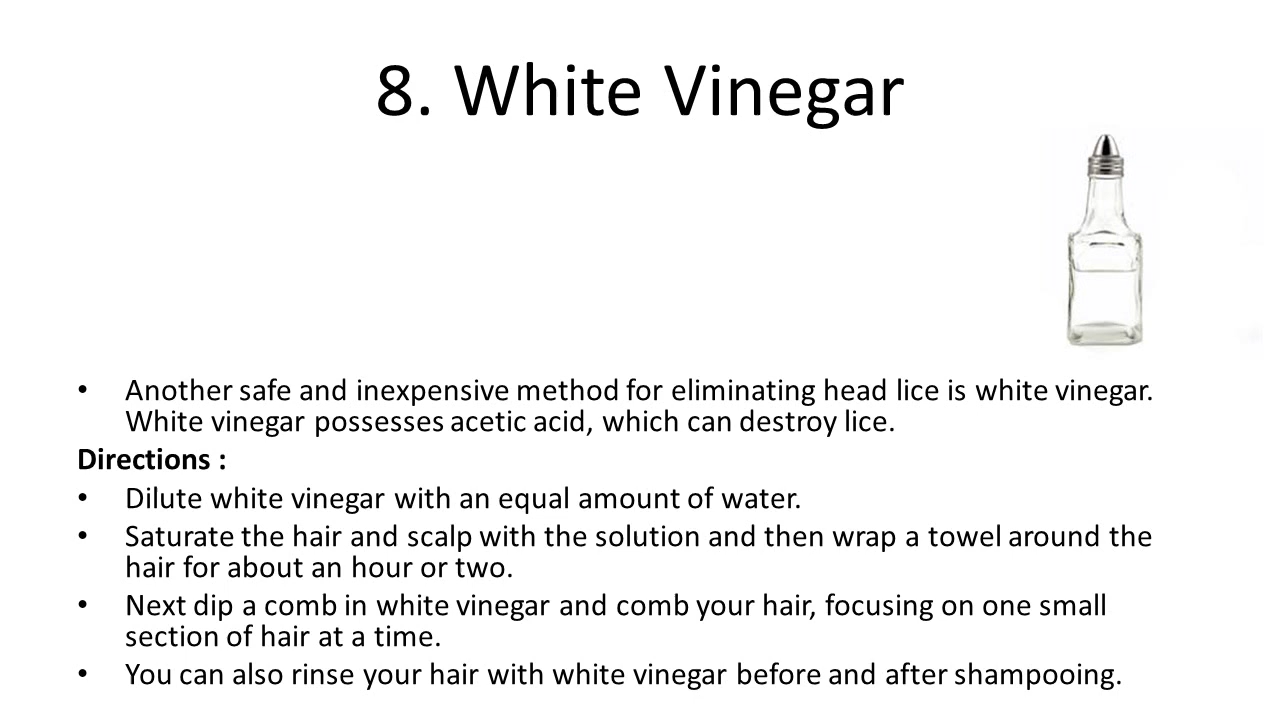 8. White Vinegar
• Another safe and inexpensive method for eliminating head lice is white vinegar.
White vinegar possesses acetic acid, which can destroy lice.
Directions :
• Dilute white vinegar with an equal amount of water.
• Saturate the hair and scalp with the solution and then wrap a towel around the
hair for about an hour or two.
• Next dip a comb in white vinegar and comb your hair, focusing on one small
section of hair at a time.
• You can also rinse your hair with white vinegar before and after shampooing.